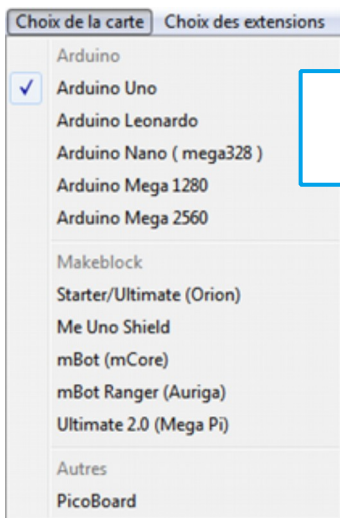 Choix de la carte Choix des extensions
Arduino
Arduino Uno
Arduino Leonardo
Arduino Nano ( mega328 )
Arduino Mega 1280
Arduino Mega 2560
Makeblock
Starter/Ultimate (Orion)
Me Uno Shield
mBot (mCore)
mBot Ranger (Auriga)
Ultimate 2.0 (Mega Pi)
Autres
PicoBoard